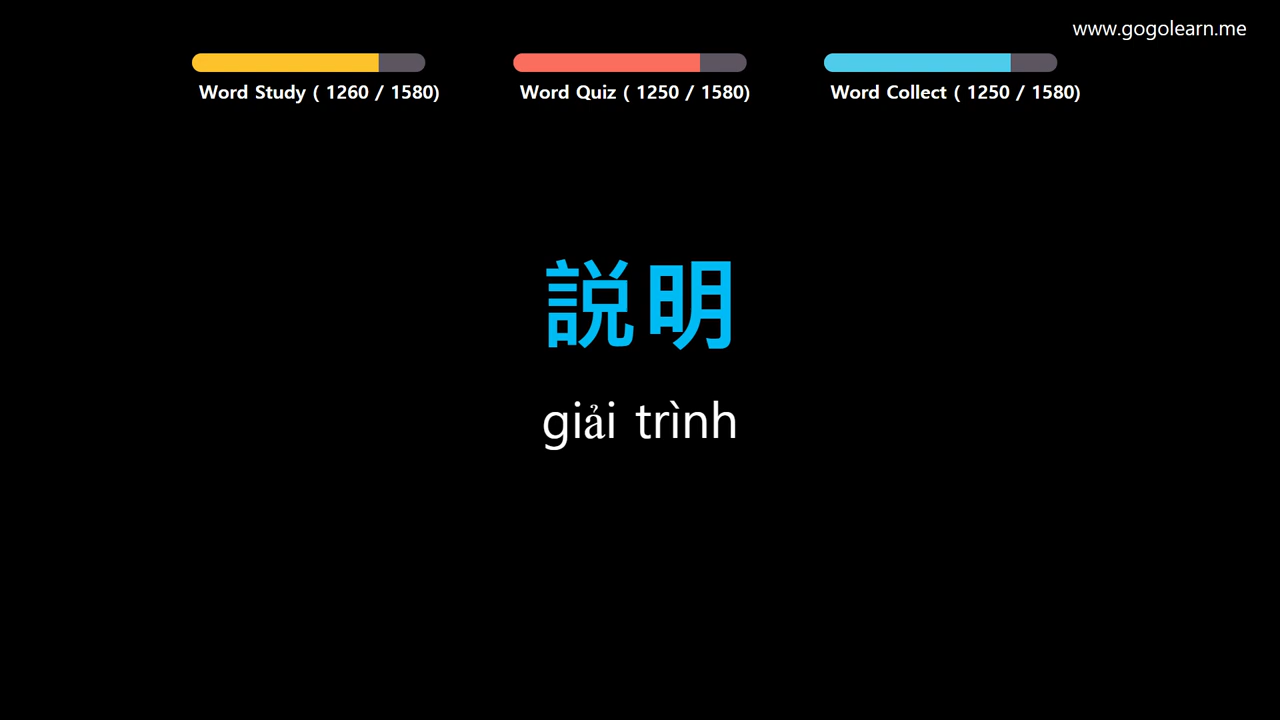 www.gogolearn.me
Word Study ( 1260 / 1580)
Word Quiz ( 1250 / 1580)
Word Collect ( 1250 / 1580)
説明
giải trình